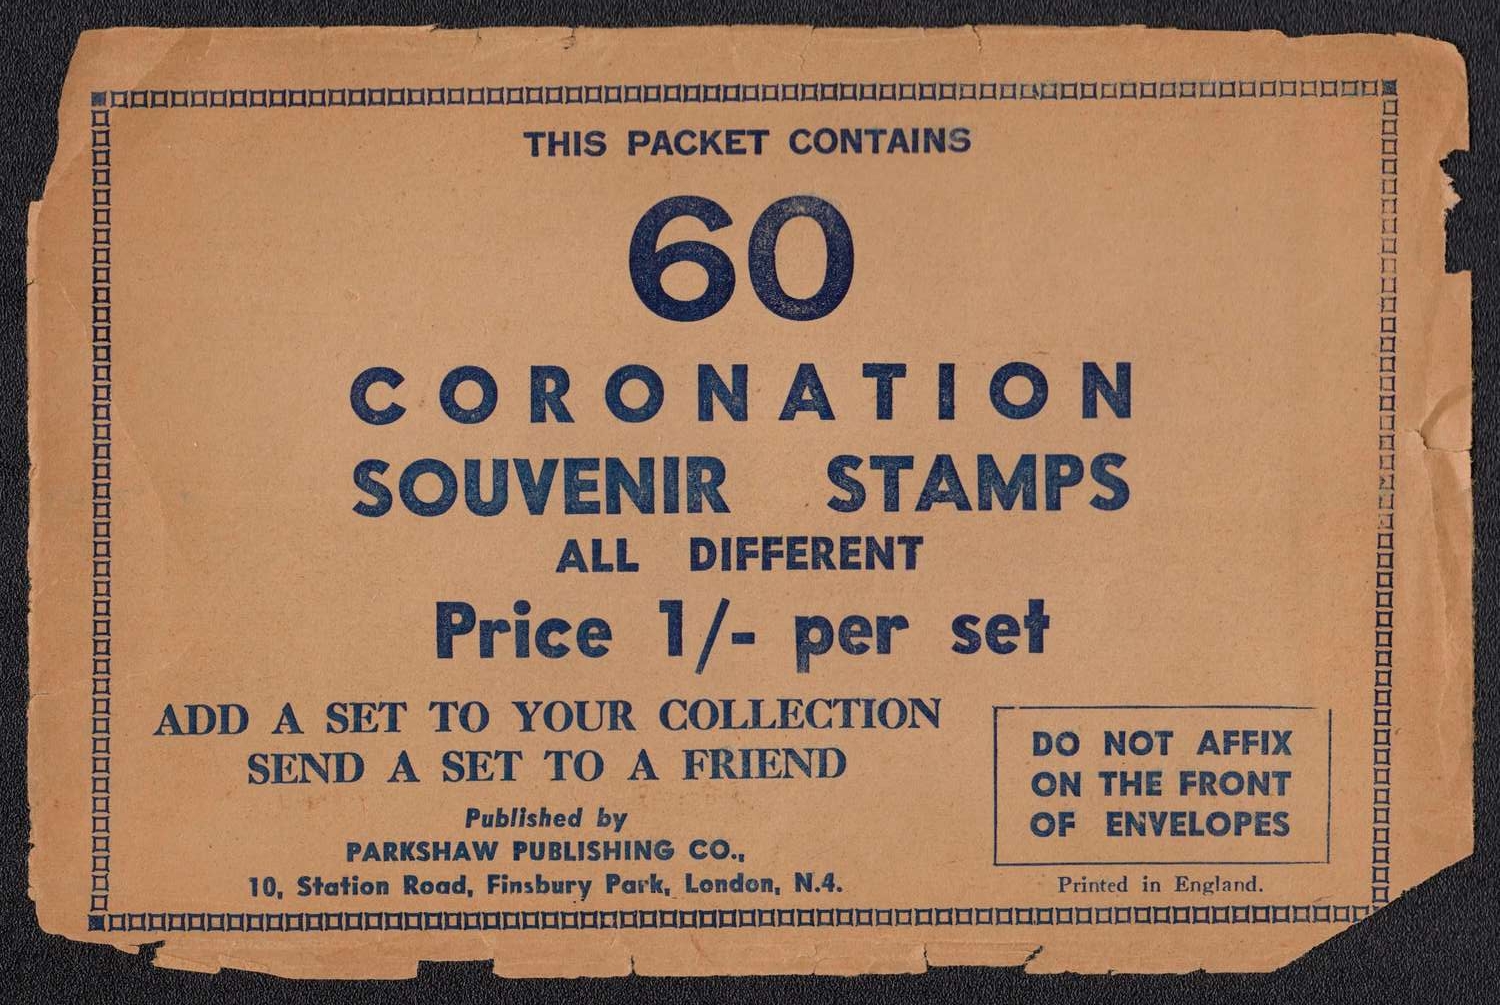 THIS PACKET CONTAINS
60
CORONATION
SOUVENIR STAMPS
ALL DIFFERENT
Price 1/- per set
ADD A SET TO YOUR COLLECTION
SEND A SET TO A FRIEND
Published by
PARKSHAW PUBLISHING CO.,
10, Station Road, Finsbury Park, London, N.4.
DO NOT AFFIX
ON THE FRONT
OF ENVELOPES
Printed in England.